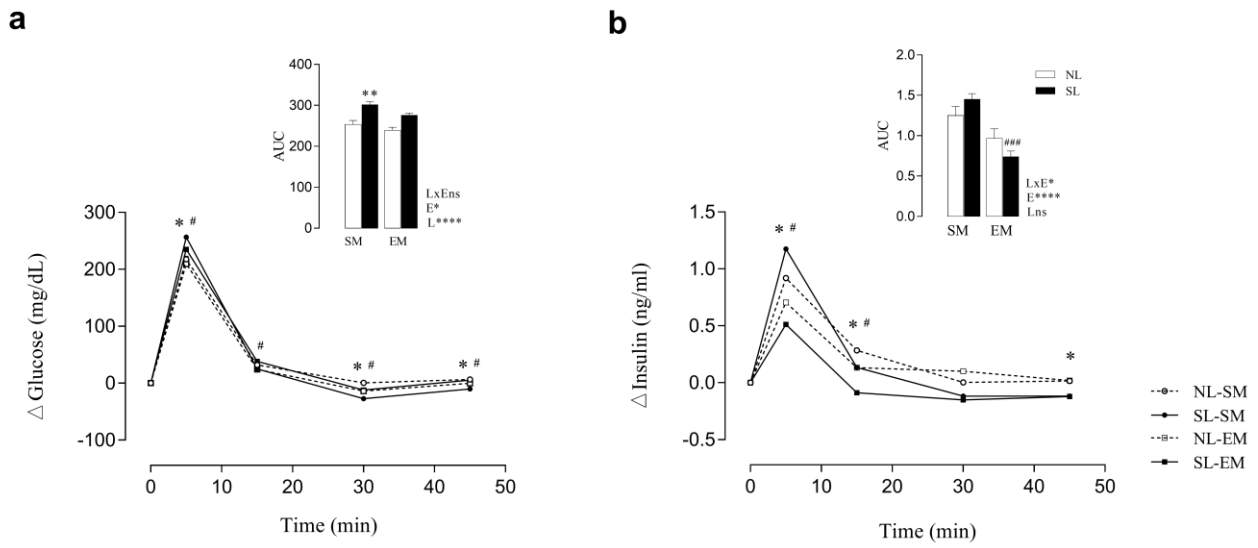 a
400
300
200
100
0
AUC
**
SM EM
LxEns
E*
L****
300
200
100
0
-100
△ Glucose (mg/dL)
* #
#
* #
* #
0 10 20 30 40 50
Time (min)
b
2.0
1.5
1.0
0.5
0.0
AUC
###
SM EM
NL
SL
LxE*
E****
Lns
1.5
1.0
0.5
0.0
-0.5
△ Insulin (ng/ml)
* #
* #
*
0 10 20 30 40 50
Time (min)
NL-SM
SL-SM
NL-EM
SL-EM